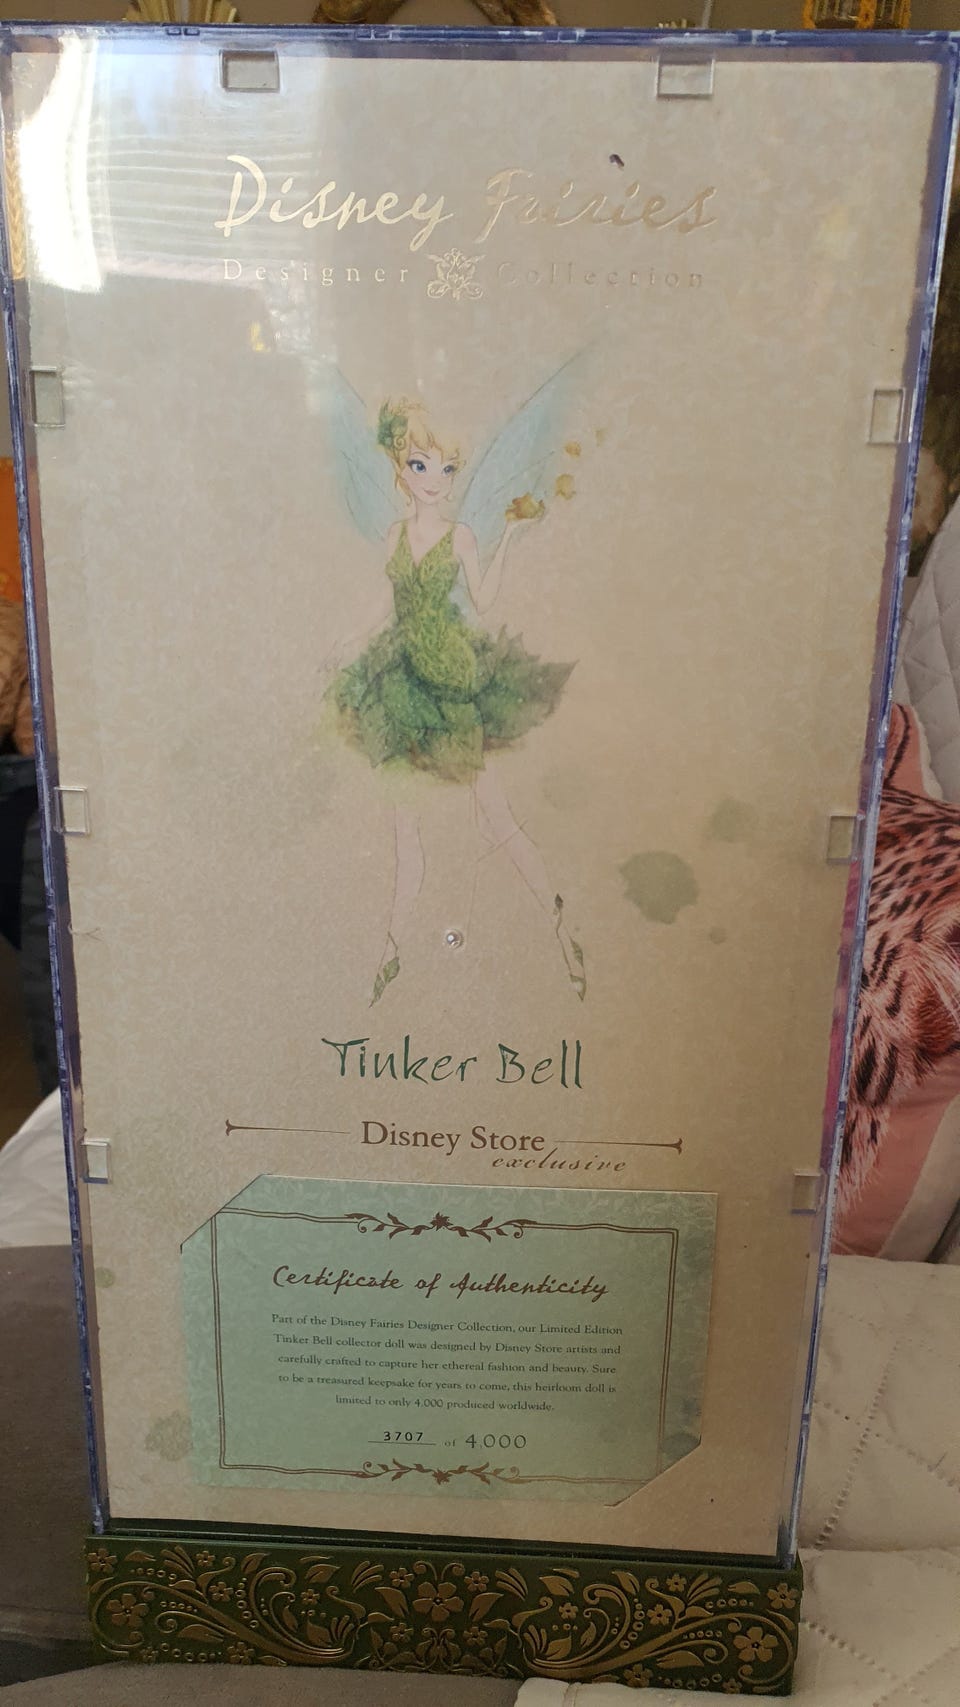 Disney Fairies
Designer Collection
Tinker Bell
Disney Store
exclusive
Certificate of Authenticity
Part of the Disney Fairies Designer Collection, our Limited Edition
Tinker Bell collector doll was designed by Disney Store artists and
carefully crafted to capture her ethereal fashion and beauty. Sure
to be a treasured keepsake for years to come, this heirloom doll is
limited to only 4,000 produced worldwide.
3707 of 4,000